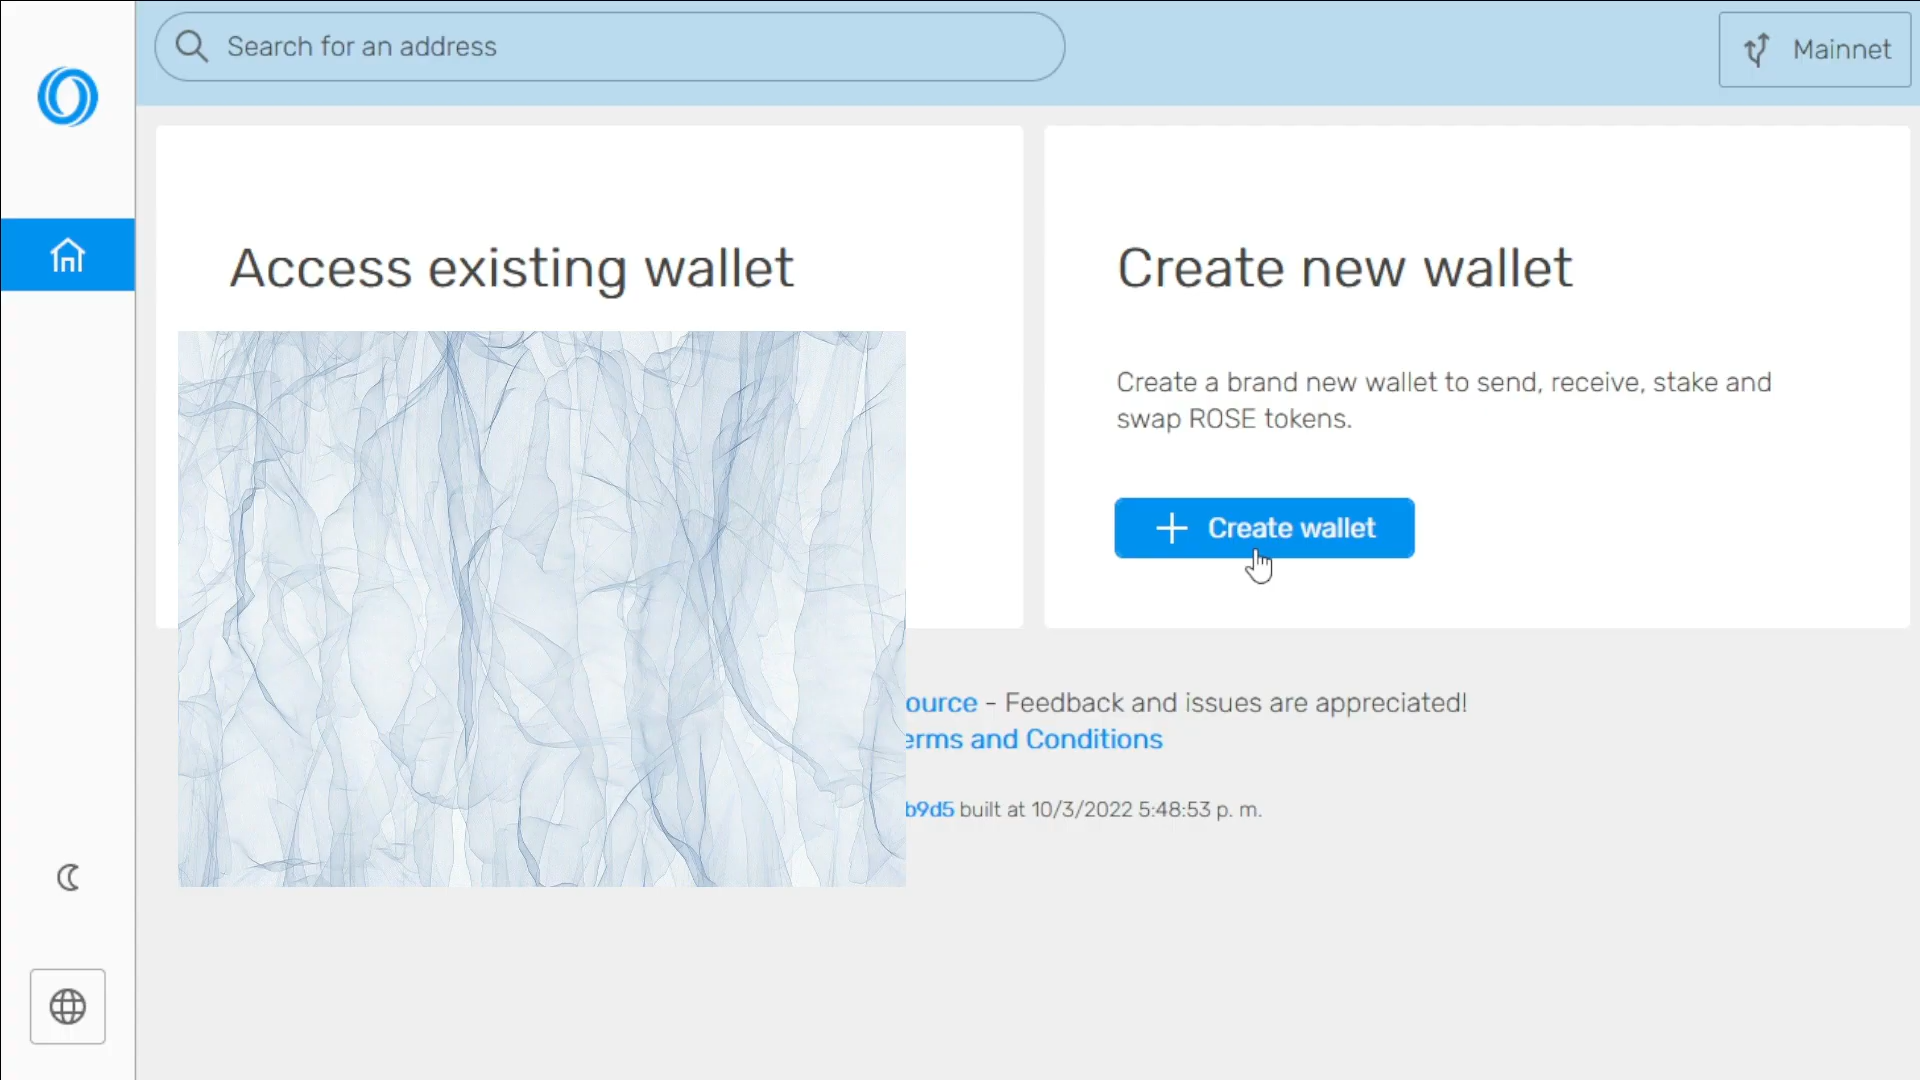 Search for an address
Mainnet
Access existing wallet
Create new wallet
Create a brand new wallet to send, receive, stake and
swap ROSE tokens.
Create wallet
ource - Feedback and issues are appreciated!
erms and Conditions
b9d5 built at 10/3/2022 5:48:53 p. m.